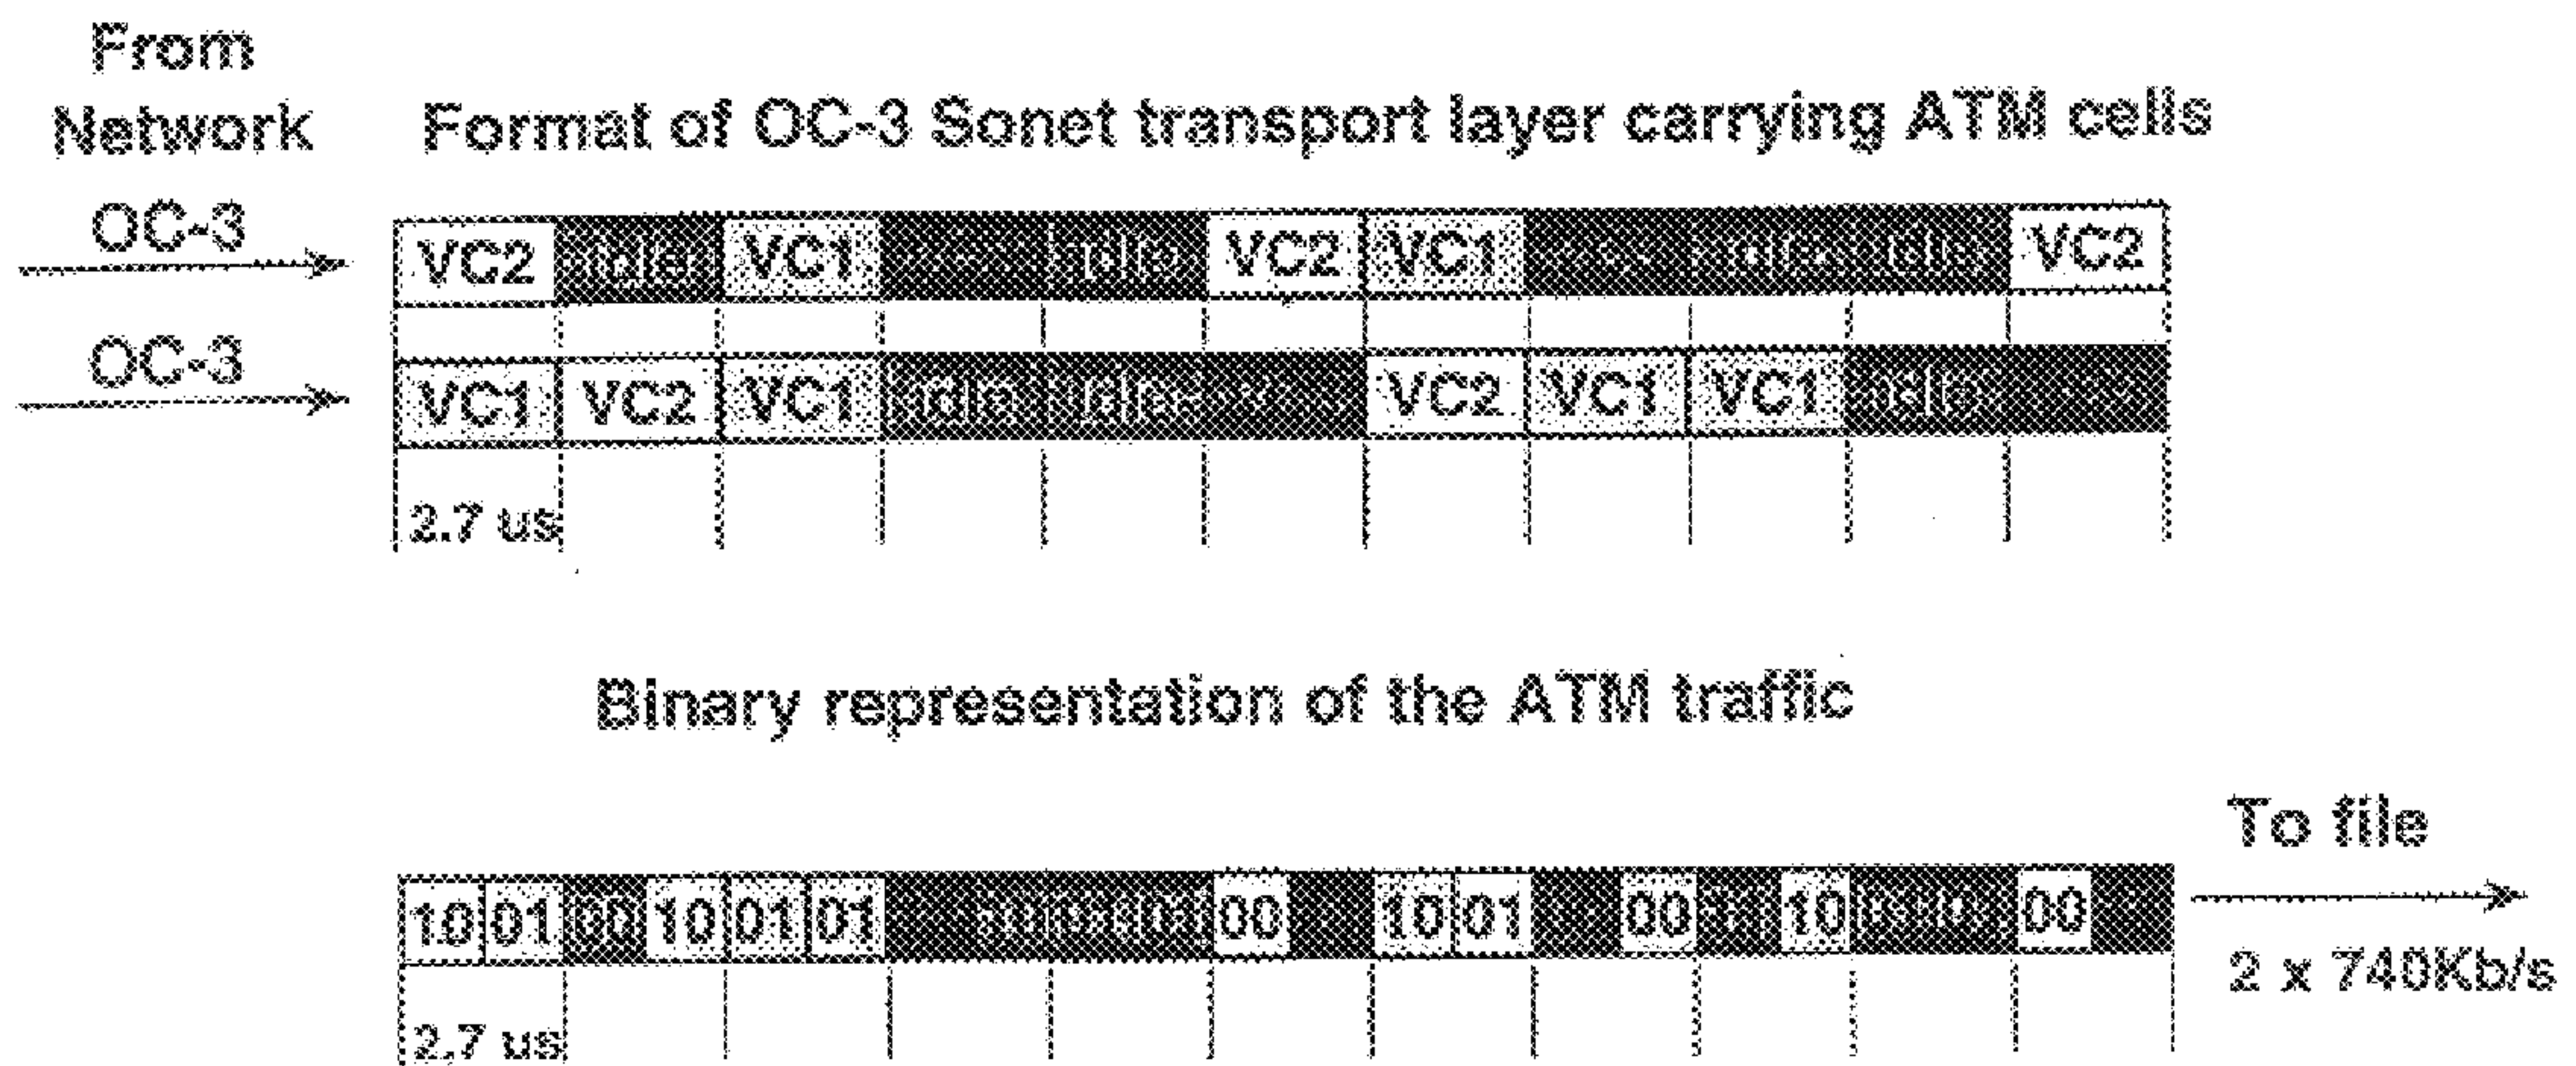 From
Network
Format of OC-3 Sonet transport layer carrying ATM cells
OC-3
VC2 idle VC1 Idle VC2 VC1 idle idle VC2
OC-3
VC1 VC2 VC1 idle Idle VC2 VC1 VC1 idle
2.7 us
Binary representation of the ATM traffic
To file
10 01 00 10 01 01 00 10 01 00 10 00
2 x 740Kb/s
2.7 us